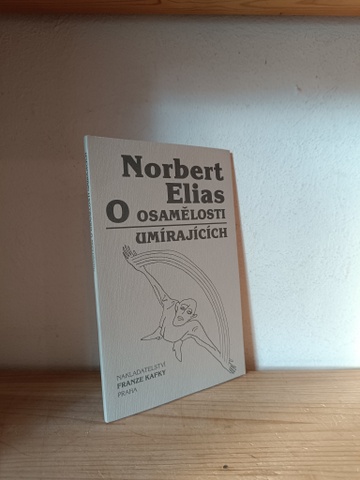 Norbert
Elias
O OSAMĚLOSTI
UMÍRAJÍCÍCH
NAKLADATELSTVÍ
FRANZE KAFKY
PRAHA